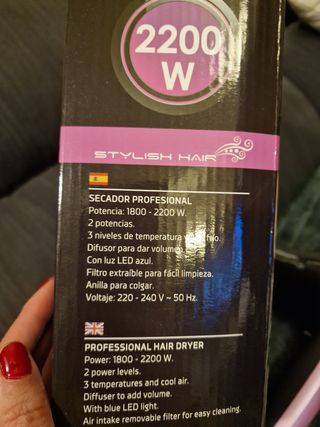 2200
W
STYLISH HAIR
SECADOR PROFESIONAL
Potencia: 1800 - 2200 W.
2 potencias.
3 niveles de temperatura y frío.
Difusor para dar volumen.
Con luz LED azul.
Filtro extraíble para fácil limpieza.
Anilla para colgar.
Voltaje: 220 - 240 V ~ 50 Hz.
PROFESSIONAL HAIR DRYER
Power: 1800 - 2200 W.
2 power levels.
3 temperatures and cool air.
Diffuser to add volume.
With blue LED light.
Air intake removable filter for easy cleaning.